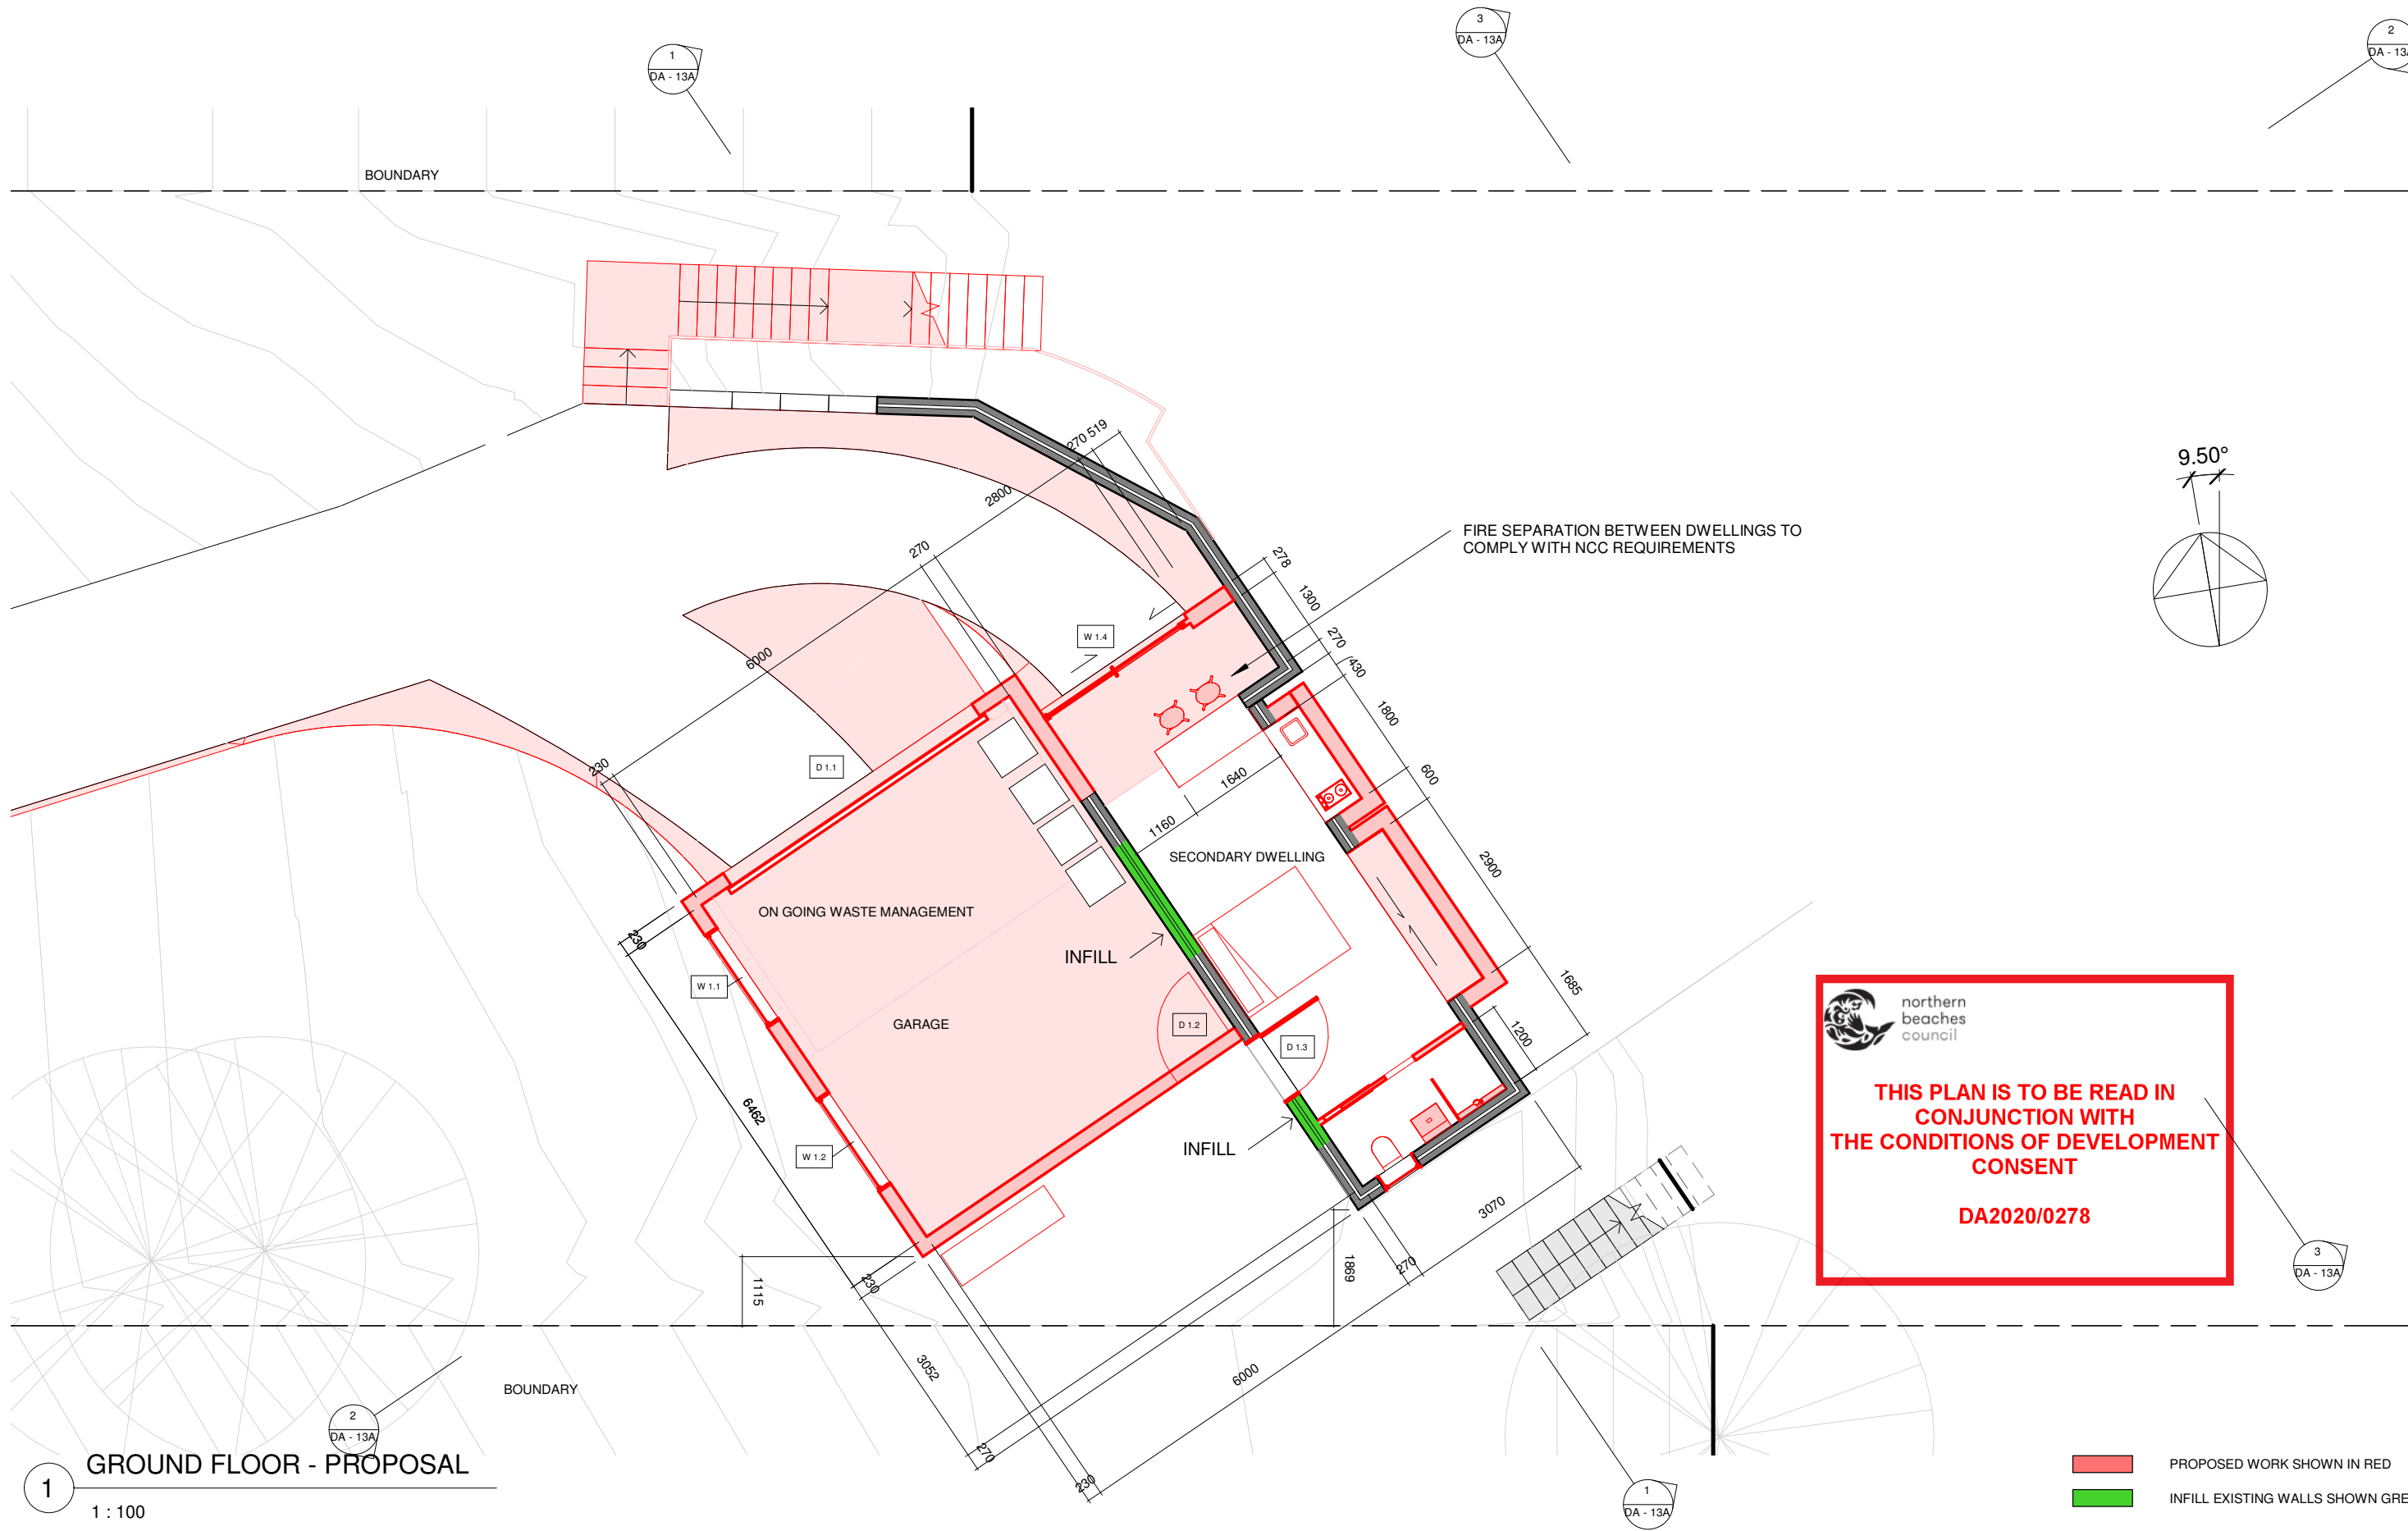 1
DA - 13A
3
DA - 13A
2
DA - 13A
BOUNDARY
270 519
2800
270
6000
230
W 1.4
D 1.1
FIRE SEPARATION BETWEEN DWELLINGS TO
COMPLY WITH NCC REQUIREMENTS
9.50°
278
1300
270
430
1800
600
2900
1685
1200
1640
1160
SECONDARY DWELLING
ON GOING WASTE MANAGEMENT
INFILL
GARAGE
230
W 1.1
D 1.2
D 1.3
6462
W 1.2
INFILL
230
1115
1869
270
3070
3052
6000
270
230
northern
beaches
council
THIS PLAN IS TO BE READ IN
CONJUNCTION WITH
THE CONDITIONS OF DEVELOPMENT
CONSENT
DA2020/0278
3
DA - 13A
BOUNDARY
2
DA - 13A
1
DA - 13A
1
GROUND FLOOR - PROPOSAL
1 : 100
PROPOSED WORK SHOWN IN RED
INFILL EXISTING WALLS SHOWN GRE